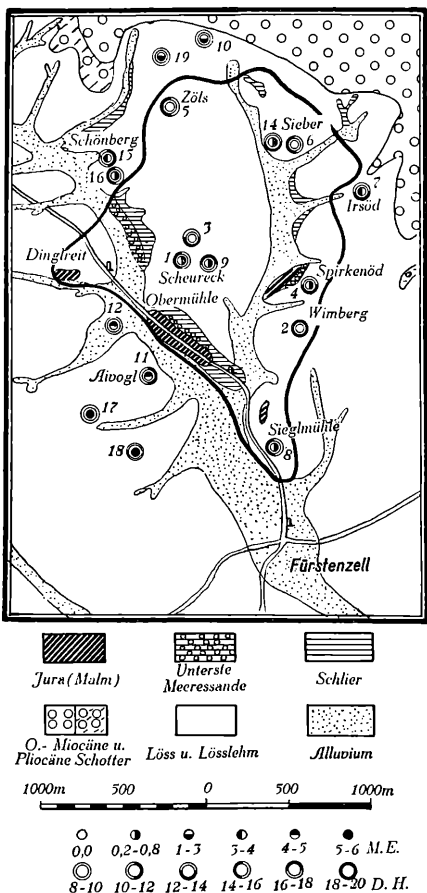 10
19
Zöls
5
14 Sieber
6
Schönberg
15
16
7
Irsöd
3
Dinglreit
1
9
Scheureck
Spirkenöd
4
Obermühle
Wimberg
12
2
11
Aivogl
17
Sieglmühle
18
8
Fürstenzell
Jura (Malm)
Unterste Meeressande
Schlier
O.- Miocäne u. Pliocäne Schotter
Löss u. Lösslehm
Alluvium
1000m 500 0 500 1000m
0,0 0,2-0,8 1-3 3-4 4-5 5-6 M.E.
8-10 10-12 12-14 14-16 16-18 18-20 D.H.